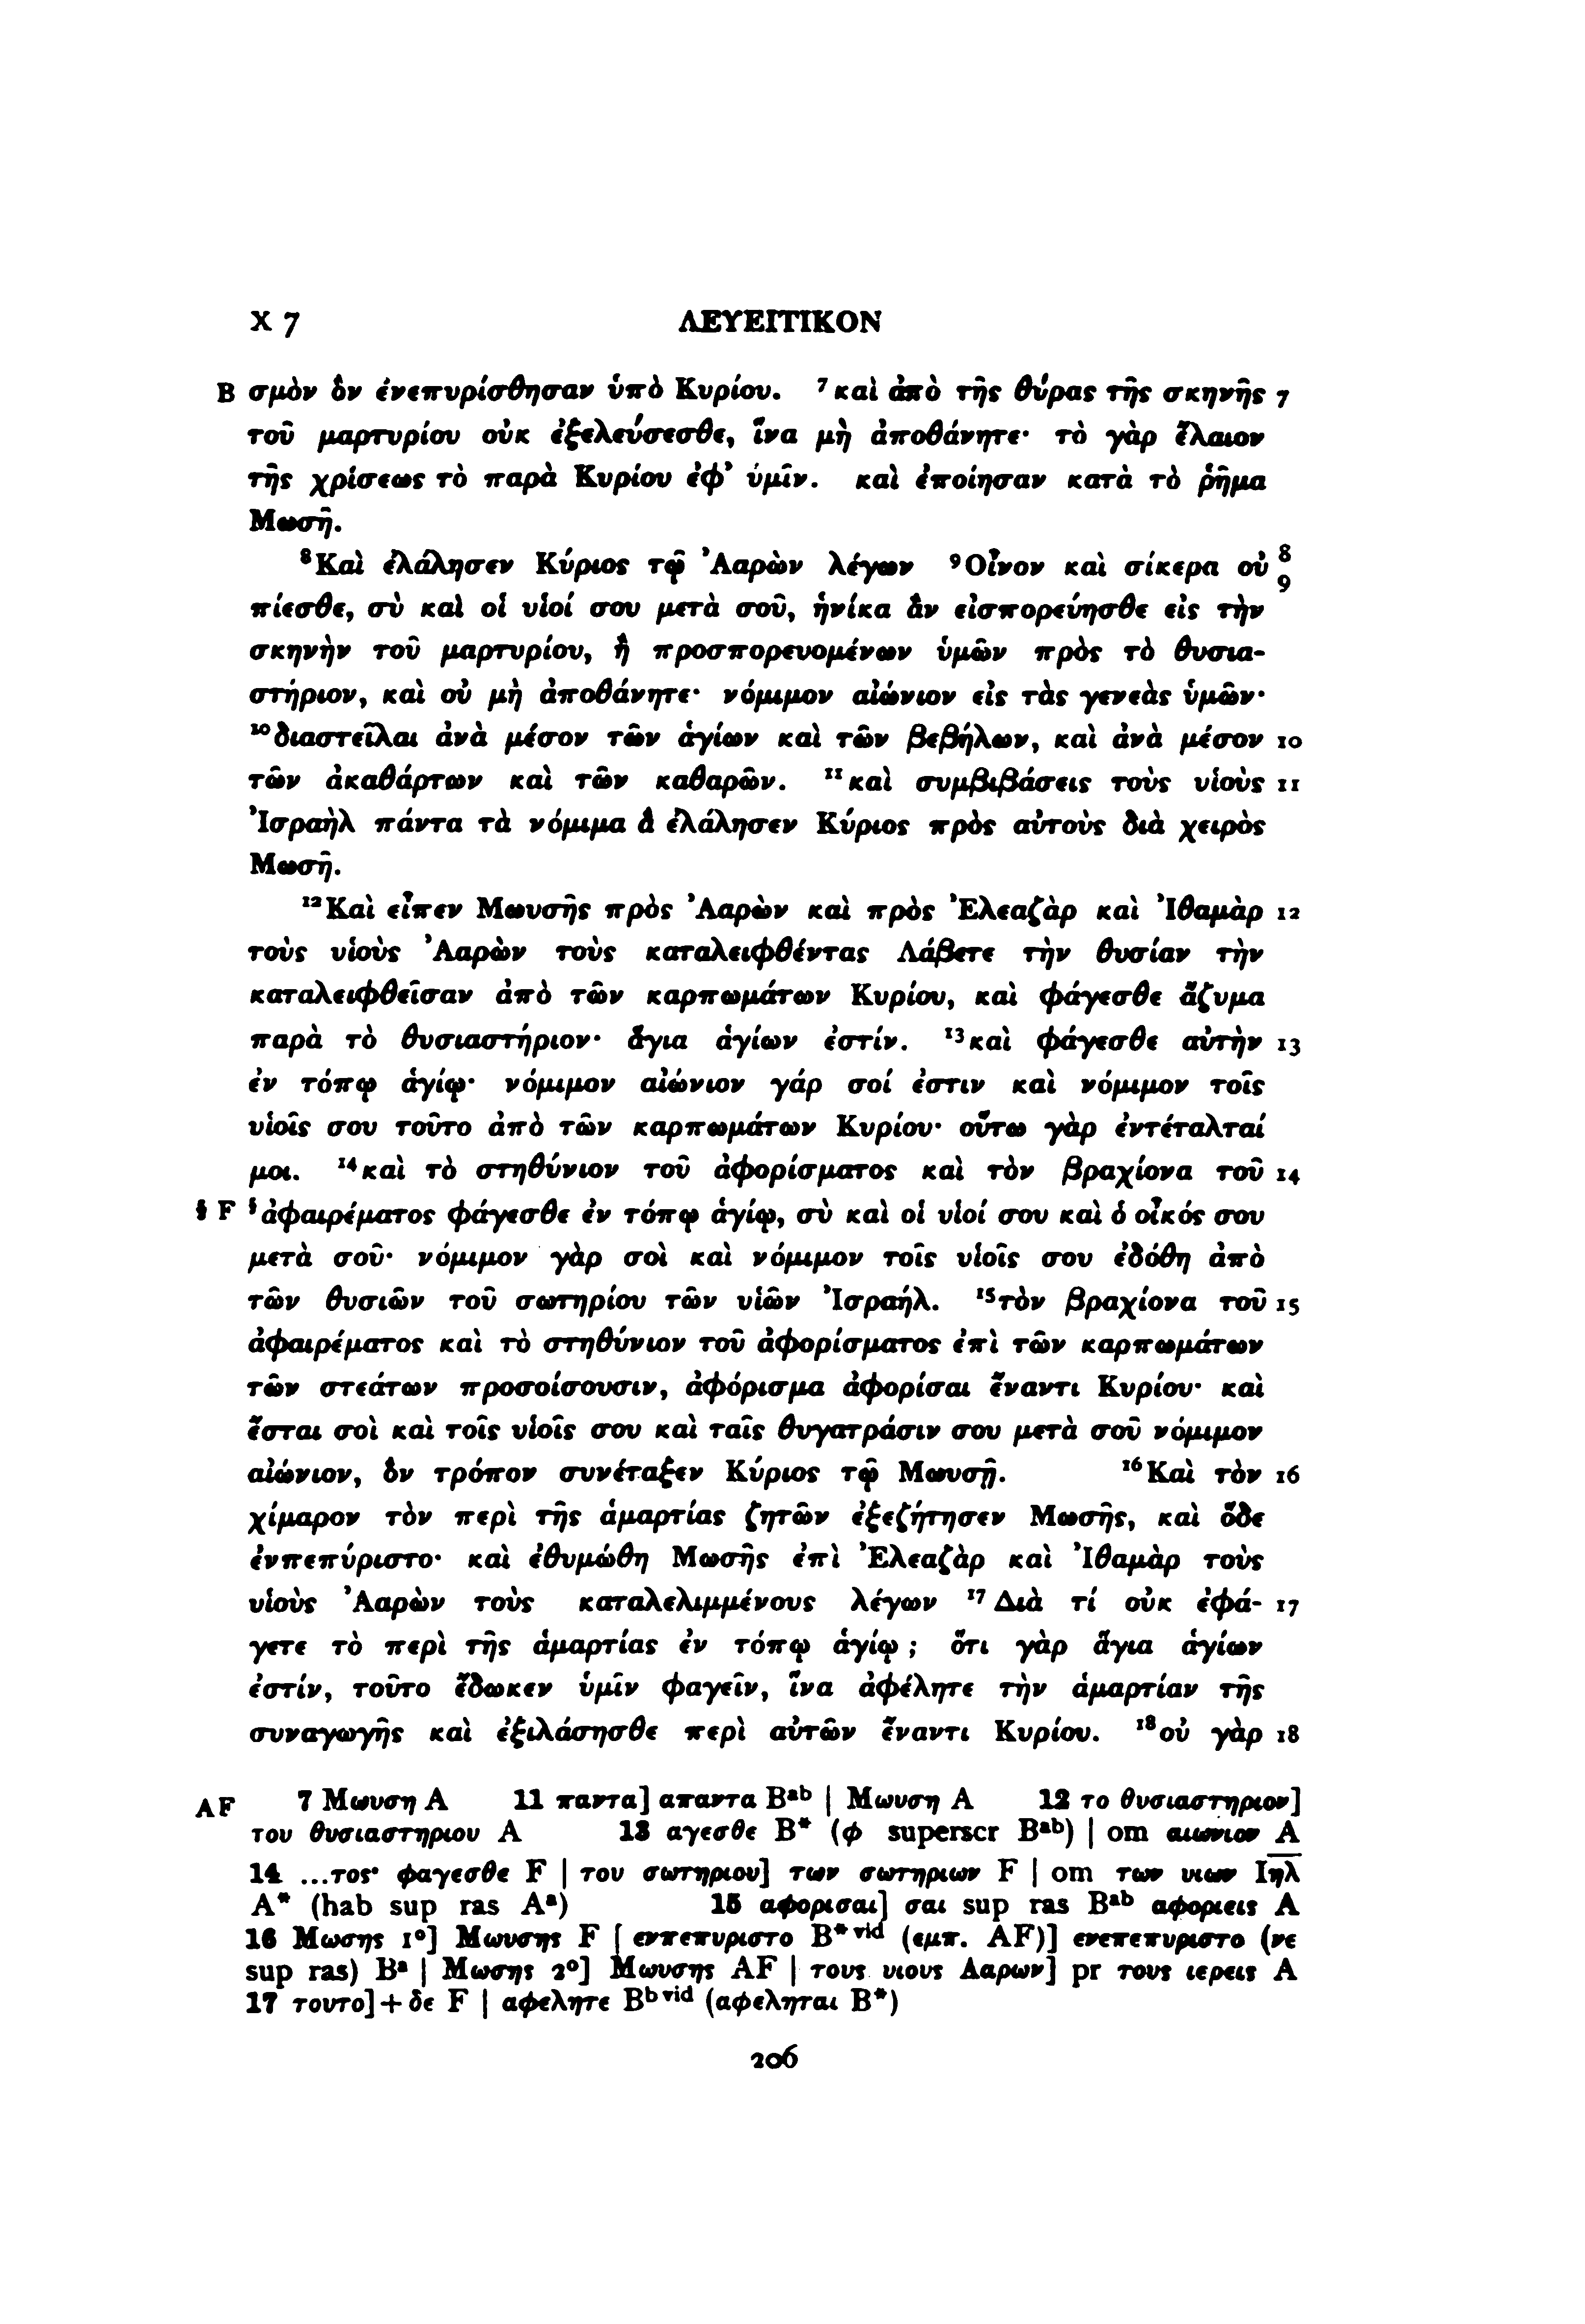 X 7 ΛΕΥΕΙΤΙΚΟΝ
B σμὸν ὃν ἐνεπυρίσθησαν ὑπὸ Κυρίου. ⁷καὶ ἀπὸ τῆς θύρας τῆς σκηνῆς 7
τοῦ μαρτυρίου οὐκ ἐξελεύσεσθε, ἵνα μὴ ἀποθάνητε· τὸ γὰρ ἔλαιον
τῆς χρίσεως τὸ παρὰ Κυρίου ἐφ’ ὑμῖν. καὶ ἐποίησαν κατὰ τὸ ῥῆμα
Μωσῆ.
⁸Καὶ ἐλάλησεν Κύριος τῷ Ἀαρὼν λέγων ⁹Οἶνον καὶ σίκερα οὐ 8 9
πίεσθε, σὺ καὶ οἱ υἱοί σου μετὰ σοῦ, ἡνίκα ἂν εἰσπορεύησθε εἰς τὴν
σκηνὴν τοῦ μαρτυρίου, ἢ προσπορευομένων ὑμῶν πρὸς τὸ θυσια-
στήριον, καὶ οὐ μὴ ἀποθάνητε· νόμιμον αἰώνιον εἰς τὰς γενεὰς ὑμῶν·
¹⁰διαστεῖλαι ἀνὰ μέσον τῶν ἁγίων καὶ τῶν βεβήλων, καὶ ἀνὰ μέσον 10
τῶν ἀκαθάρτων καὶ τῶν καθαρῶν. ¹¹καὶ συμβιβάσεις τοὺς υἱοὺς 11
Ἰσραὴλ πάντα τὰ νόμιμα ἃ ἐλάλησεν Κύριος πρὸς αὐτοὺς διὰ χειρὸς
Μωσῆ.
¹²Καὶ εἶπεν Μωυσῆς πρὸς Ἀαρὼν καὶ πρὸς Ἐλεαζὰρ καὶ Ἰθαμὰρ 12
τοὺς υἱοὺς Ἀαρὼν τοὺς καταλειφθέντας Λάβετε τὴν θυσίαν τὴν
καταλειφθεῖσαν ἀπὸ τῶν καρπωμάτων Κυρίου, καὶ φάγεσθε ἄζυμα
παρὰ τὸ θυσιαστήριον· ἅγια ἁγίων ἐστίν. ¹³καὶ φάγεσθε αὐτὴν 13
ἐν τόπῳ ἁγίῳ· νόμιμον αἰώνιον γάρ σοί ἐστιν καὶ νόμιμον τοῖς
υἱοῖς σου τοῦτο ἀπὸ τῶν καρπωμάτων Κυρίου· οὕτω γὰρ ἐντέταλταί
μοι. ¹⁴καὶ τὸ στηθύνιον τοῦ ἀφορίσματος καὶ τὸν βραχίονα τοῦ 14
§ F §ἀφαιρέματος φάγεσθε ἐν τόπῳ ἁγίῳ, σὺ καὶ οἱ υἱοί σου καὶ ὁ οἶκός σου
μετὰ σοῦ· νόμιμον γὰρ σοὶ καὶ νόμιμον τοῖς υἱοῖς σου ἐδόθη ἀπὸ
τῶν θυσιῶν τοῦ σωτηρίου τῶν υἱῶν Ἰσραήλ. ¹⁵τὸν βραχίονα τοῦ 15
ἀφαιρέματος καὶ τὸ στηθύνιον τοῦ ἀφορίσματος ἐπὶ τῶν καρπωμάτων
τῶν στεάτων προσοίσουσιν, ἀφόρισμα ἀφορίσαι ἔναντι Κυρίου· καὶ
ἔσται σοὶ καὶ τοῖς υἱοῖς σου καὶ ταῖς θυγατράσιν σου μετὰ σοῦ νόμιμον
αἰώνιον, ὃν τρόπον συνέταξεν Κύριος τῷ Μωυσῇ. ¹⁶Καὶ τὸν 16
χίμαρον τὸν περὶ τῆς ἁμαρτίας ζητῶν ἐξεζήτησεν Μωσῆς, καὶ ὅδε
ἐνπεπύριστο· καὶ ἐθυμώθη Μωσῆς ἐπὶ Ἐλεαζὰρ καὶ Ἰθαμὰρ τοὺς
υἱοὺς Ἀαρὼν τοὺς καταλελιμμένους λέγων ¹⁷Διὰ τί οὐκ ἐφά- 17
γετε τὸ περὶ τῆς ἁμαρτίας ἐν τόπῳ ἁγίῳ; ὅτι γὰρ ἅγια ἁγίων
ἐστίν, τοῦτο ἔδωκεν ὑμῖν φαγεῖν, ἵνα ἀφέλητε τὴν ἁμαρτίαν τῆς
συναγωγῆς καὶ ἐξιλάσησθε περὶ αὐτῶν ἔναντι Κυρίου. ¹⁸οὐ γὰρ 18
AF 7 Μωυση A 11 παντα] απαντα Bᵃᵇ | Μωυση A 12 το θυσιαστηριον]
του θυσιαστηριου A 13 αγεσθε B* (φ superscr Bᵃᵇ) | om αιωνιον A
14 ...τος· φαγεσθε F | του σωτηριου] των σωτηριων F | om των υιων Ιηλ
A* (hab sup ras Aᵃ) 15 αφορισαι] σαι sup ras Bᵃᵇ αφοριεις A
16 Μωσης 1°] Μωυσης F | ενπεπυριστο B*ᵛⁱᵈ (εμπ. AF)] ενεπεπυριστο (νε
sup ras) Bᵃ | Μωσης 2°] Μωυσης AF | τους υιους Ααρων] pr τους ιερεις A
17 τουτο]+δε F | αφελητε Bᵇᵛⁱᵈ (αφεληται B*)
206